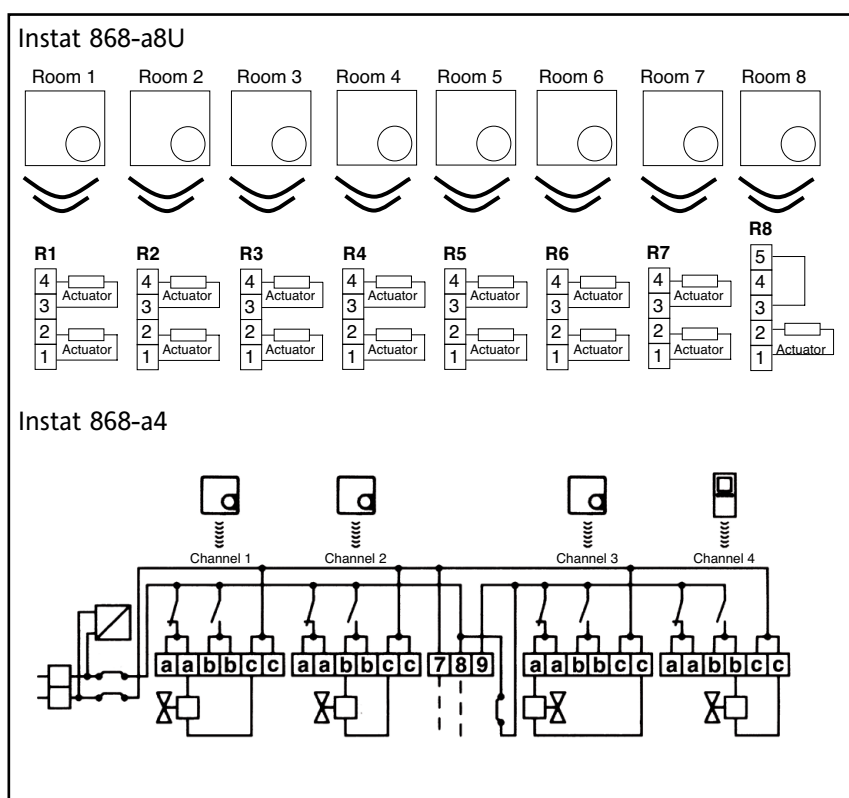 Instat 868-a8U
Room 1 Room 2 Room 3 Room 4 Room 5 Room 6 Room 7 Room 8
R8
R1 R2 R3 R4 R5 R6 R7
5
4 4 4 4 4 4 4 4
Actuator Actuator Actuator Actuator Actuator Actuator Actuator
3 3 3 3 3 3 3 3
2 2 2 2 2 2 2 2
Actuator Actuator Actuator Actuator Actuator Actuator Actuator Actuator
1 1 1 1 1 1 1 1
Instat 868-a4
Channel 1 Channel 2 Channel 3 Channel 4
a a b b c c a a b b c c 7 8 9 a a b b c c a a b b c c